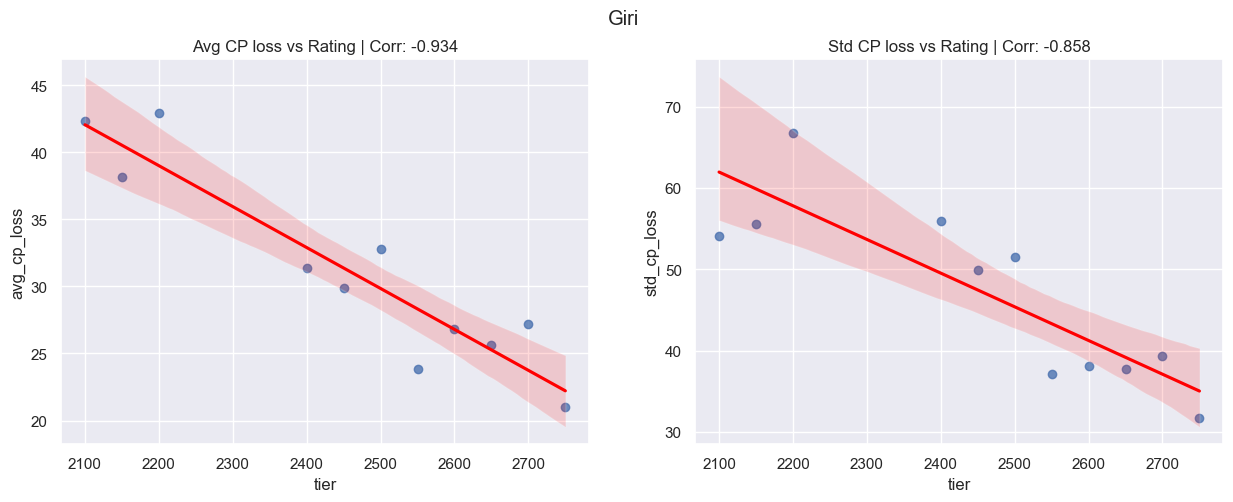 Giri
Avg CP loss vs Rating | Corr: -0.934
45
40
35
30
25
20
avg_cp_loss
2100 2200 2300 2400 2500 2600 2700
tier
Std CP loss vs Rating | Corr: -0.858
70
60
50
40
30
std_cp_loss
2100 2200 2300 2400 2500 2600 2700
tier